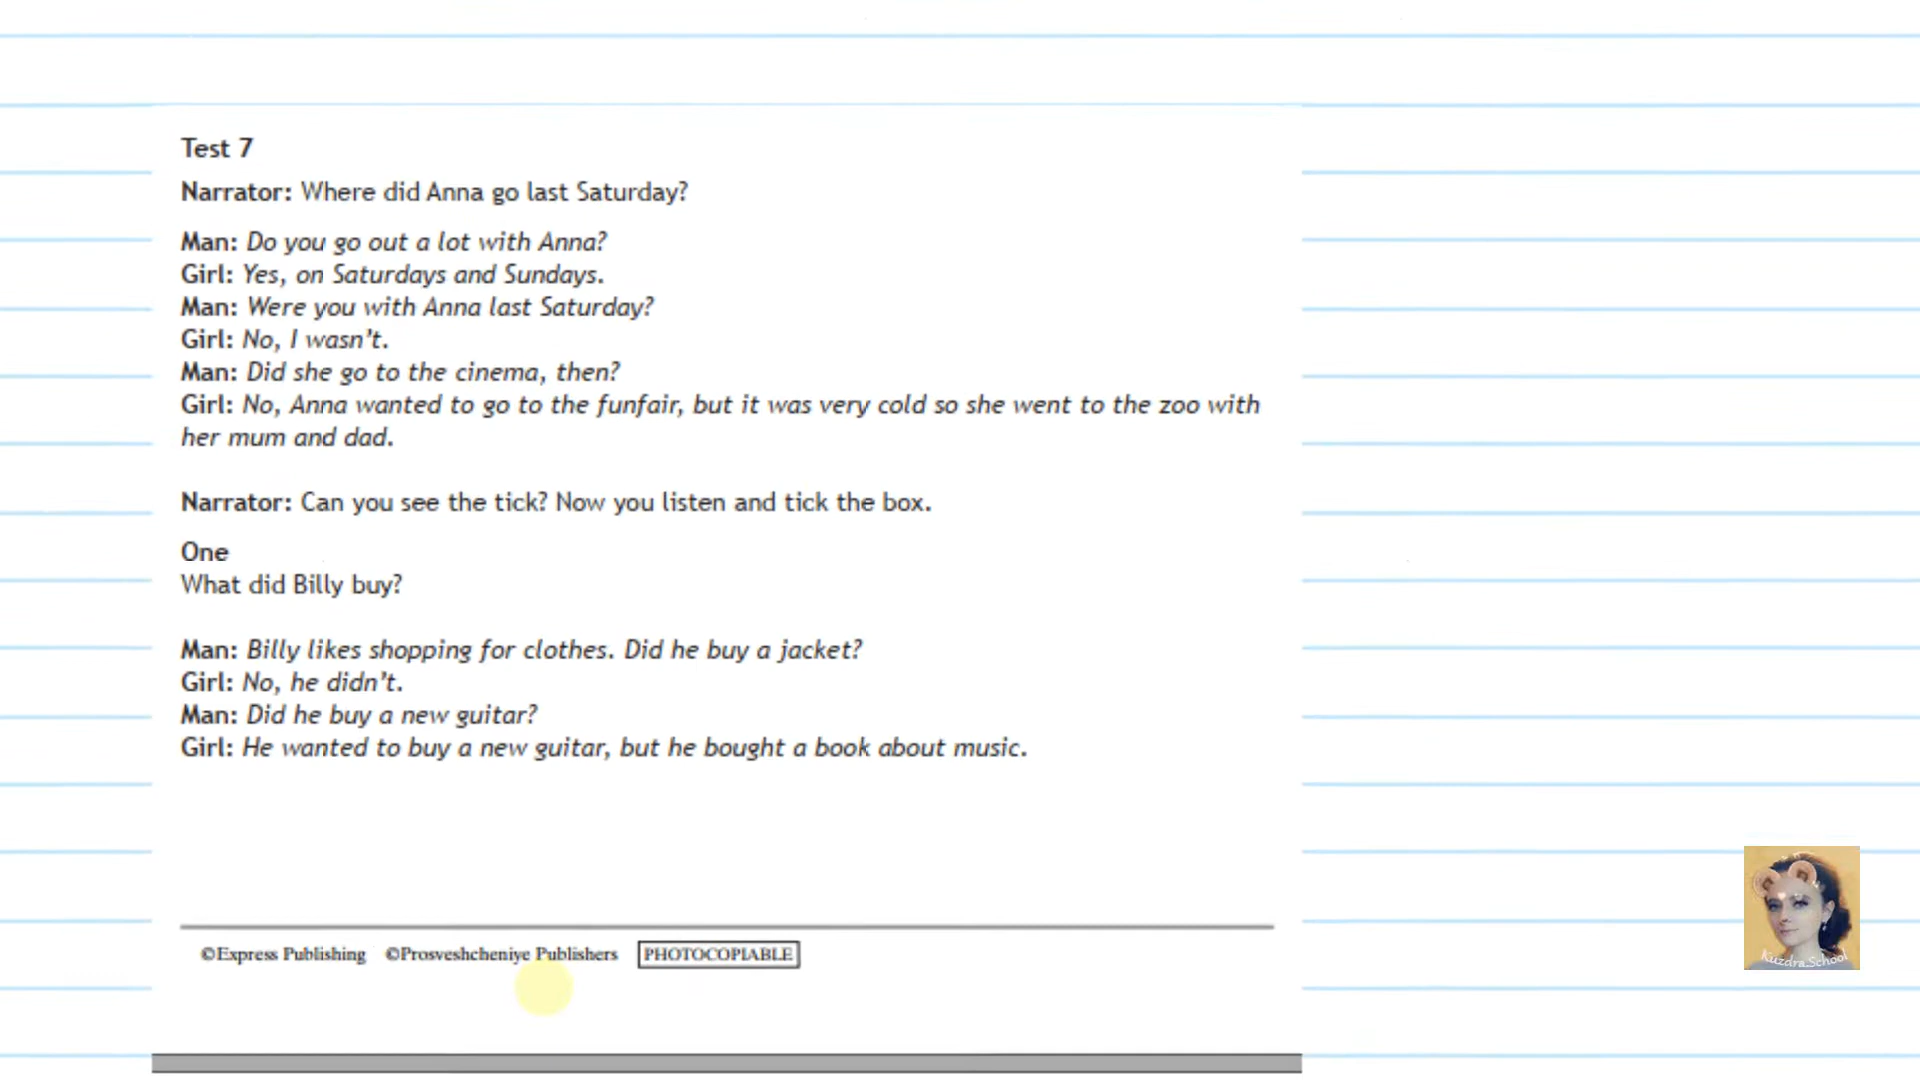 Test 7
Narrator: Where did Anna go last Saturday?
Man: Do you go out a lot with Anna?
Girl: Yes, on Saturdays and Sundays.
Man: Were you with Anna last Saturday?
Girl: No, I wasn't.
Man: Did she go to the cinema, then?
Girl: No, Anna wanted to go to the funfair, but it was very cold so she went to the zoo with
her mum and dad.
Narrator: Can you see the tick? Now you listen and tick the box.
One
What did Billy buy?
Man: Billy likes shopping for clothes. Did he buy a jacket?
Girl: No, he didn't.
Man: Did he buy a new guitar?
Girl: He wanted to buy a new guitar, but he bought a book about music.
©Express Publishing ©Prosveshcheniye Publishers PHOTOCOPIABLE
Kuzdra_School